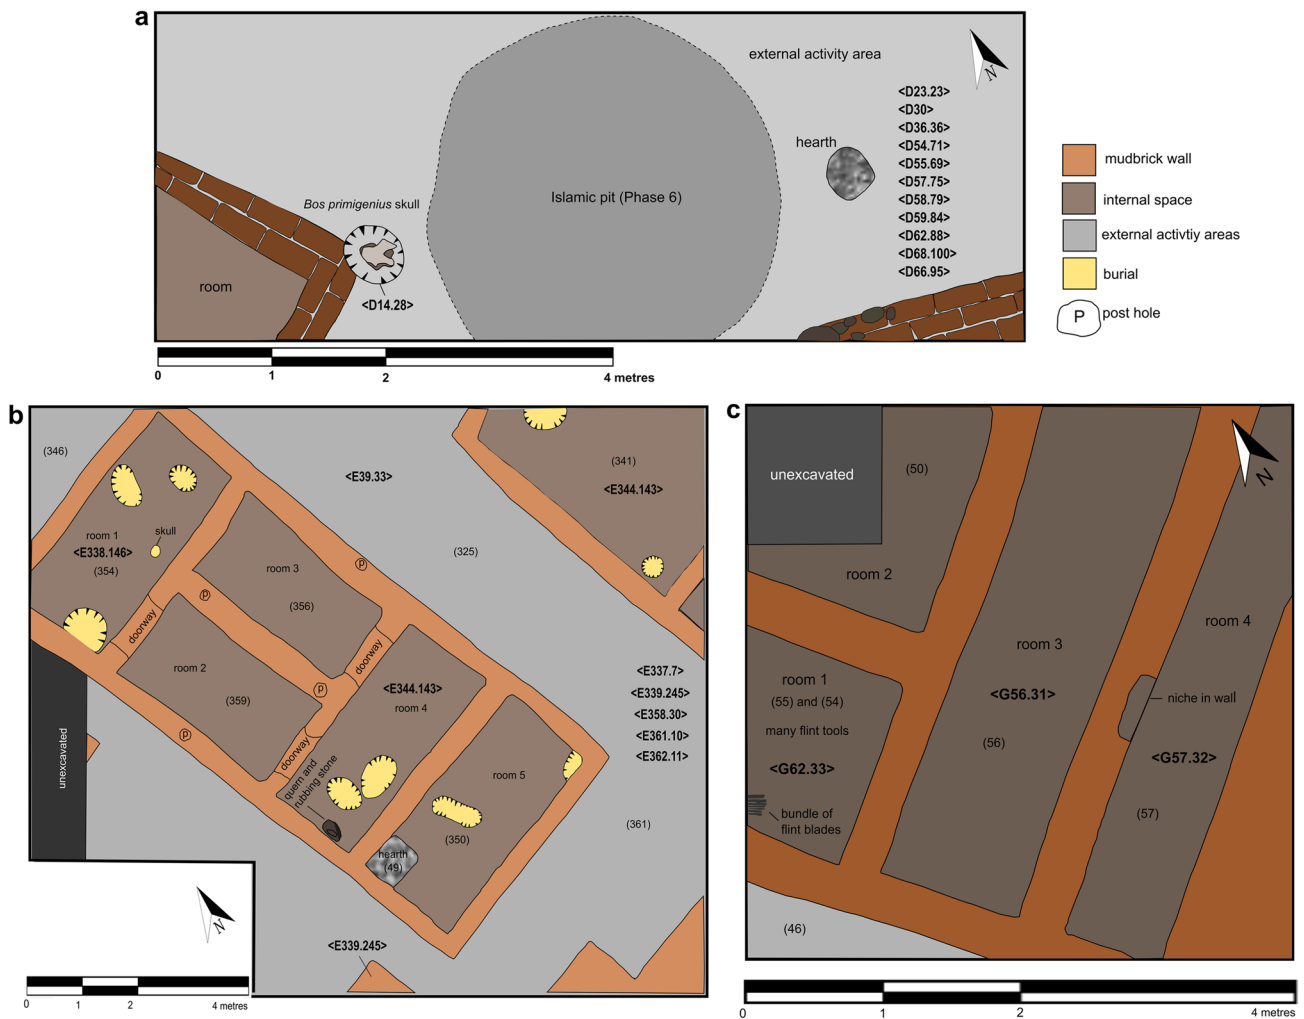 a
external activity area
N
<D23.23>
<D30>
<D36.36>
<D54.71>
<D55.69>
<D57.75>
<D58.79>
<D59.84>
<D62.88>
<D68.100>
<D66.95>
hearth
Islamic pit (Phase 6)
Bos primigenius skull
room
<D14.28>
0 1 2 4 metres
mudbrick wall
internal space
external activtiy areas
burial
P post hole
b
(346)
<E39.33>
(341)
<E344.143>
skull
room 1
<E338.146>
(354)
(325)
room 3
(356)
P
P
P
P
doorway
doorway
doorway
room 2
(359)
<E344.143>
room 4
<E337.7>
<E339.245>
<E358.30>
<E361.10>
<E362.11>
unexcavated
quern and
rubbing stone
room 5
(350)
(361)
hearth
(49)
N
<E339.245>
0 1 2 4 metres
c
unexcavated
(50)
N
room 2
room 4
room 3
room 1
(55) and (54)
<G56.31>
niche in wall
many flint tools
(56)
<G57.32>
<G62.33>
bundle of
flint blades
(57)
(46)
0 1 2 4 metres